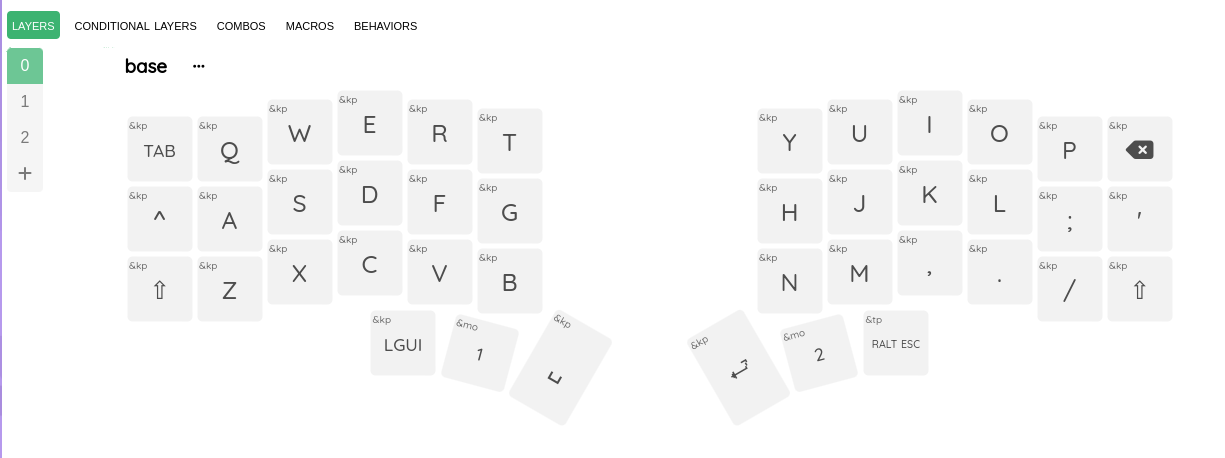 LAYERS CONDITIONAL LAYERS COMBOS MACROS BEHAVIORS
0
1
2
+
base ...
&kp TAB &kp Q &kp W &kp E &kp R &kp T &kp Y &kp U &kp I &kp O &kp P &kp
&kp ^ &kp A &kp S &kp D &kp F &kp G &kp H &kp J &kp K &kp L &kp ; &kp '
&kp ⇧ &kp Z &kp X &kp C &kp V &kp B &kp N &kp M &kp , &kp . &kp / &kp ⇧
&kp LGUI &mo 1 &kp &kp &mo 2 &tp RALT ESC